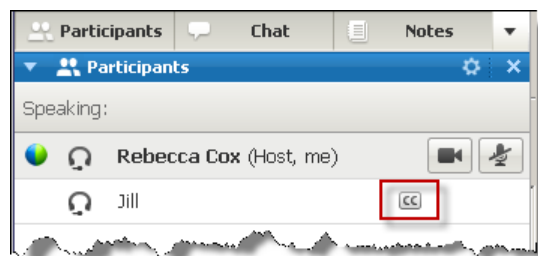 Participants Chat Notes
Participants
Speaking:
Rebecca Cox (Host, me)
Jill CC